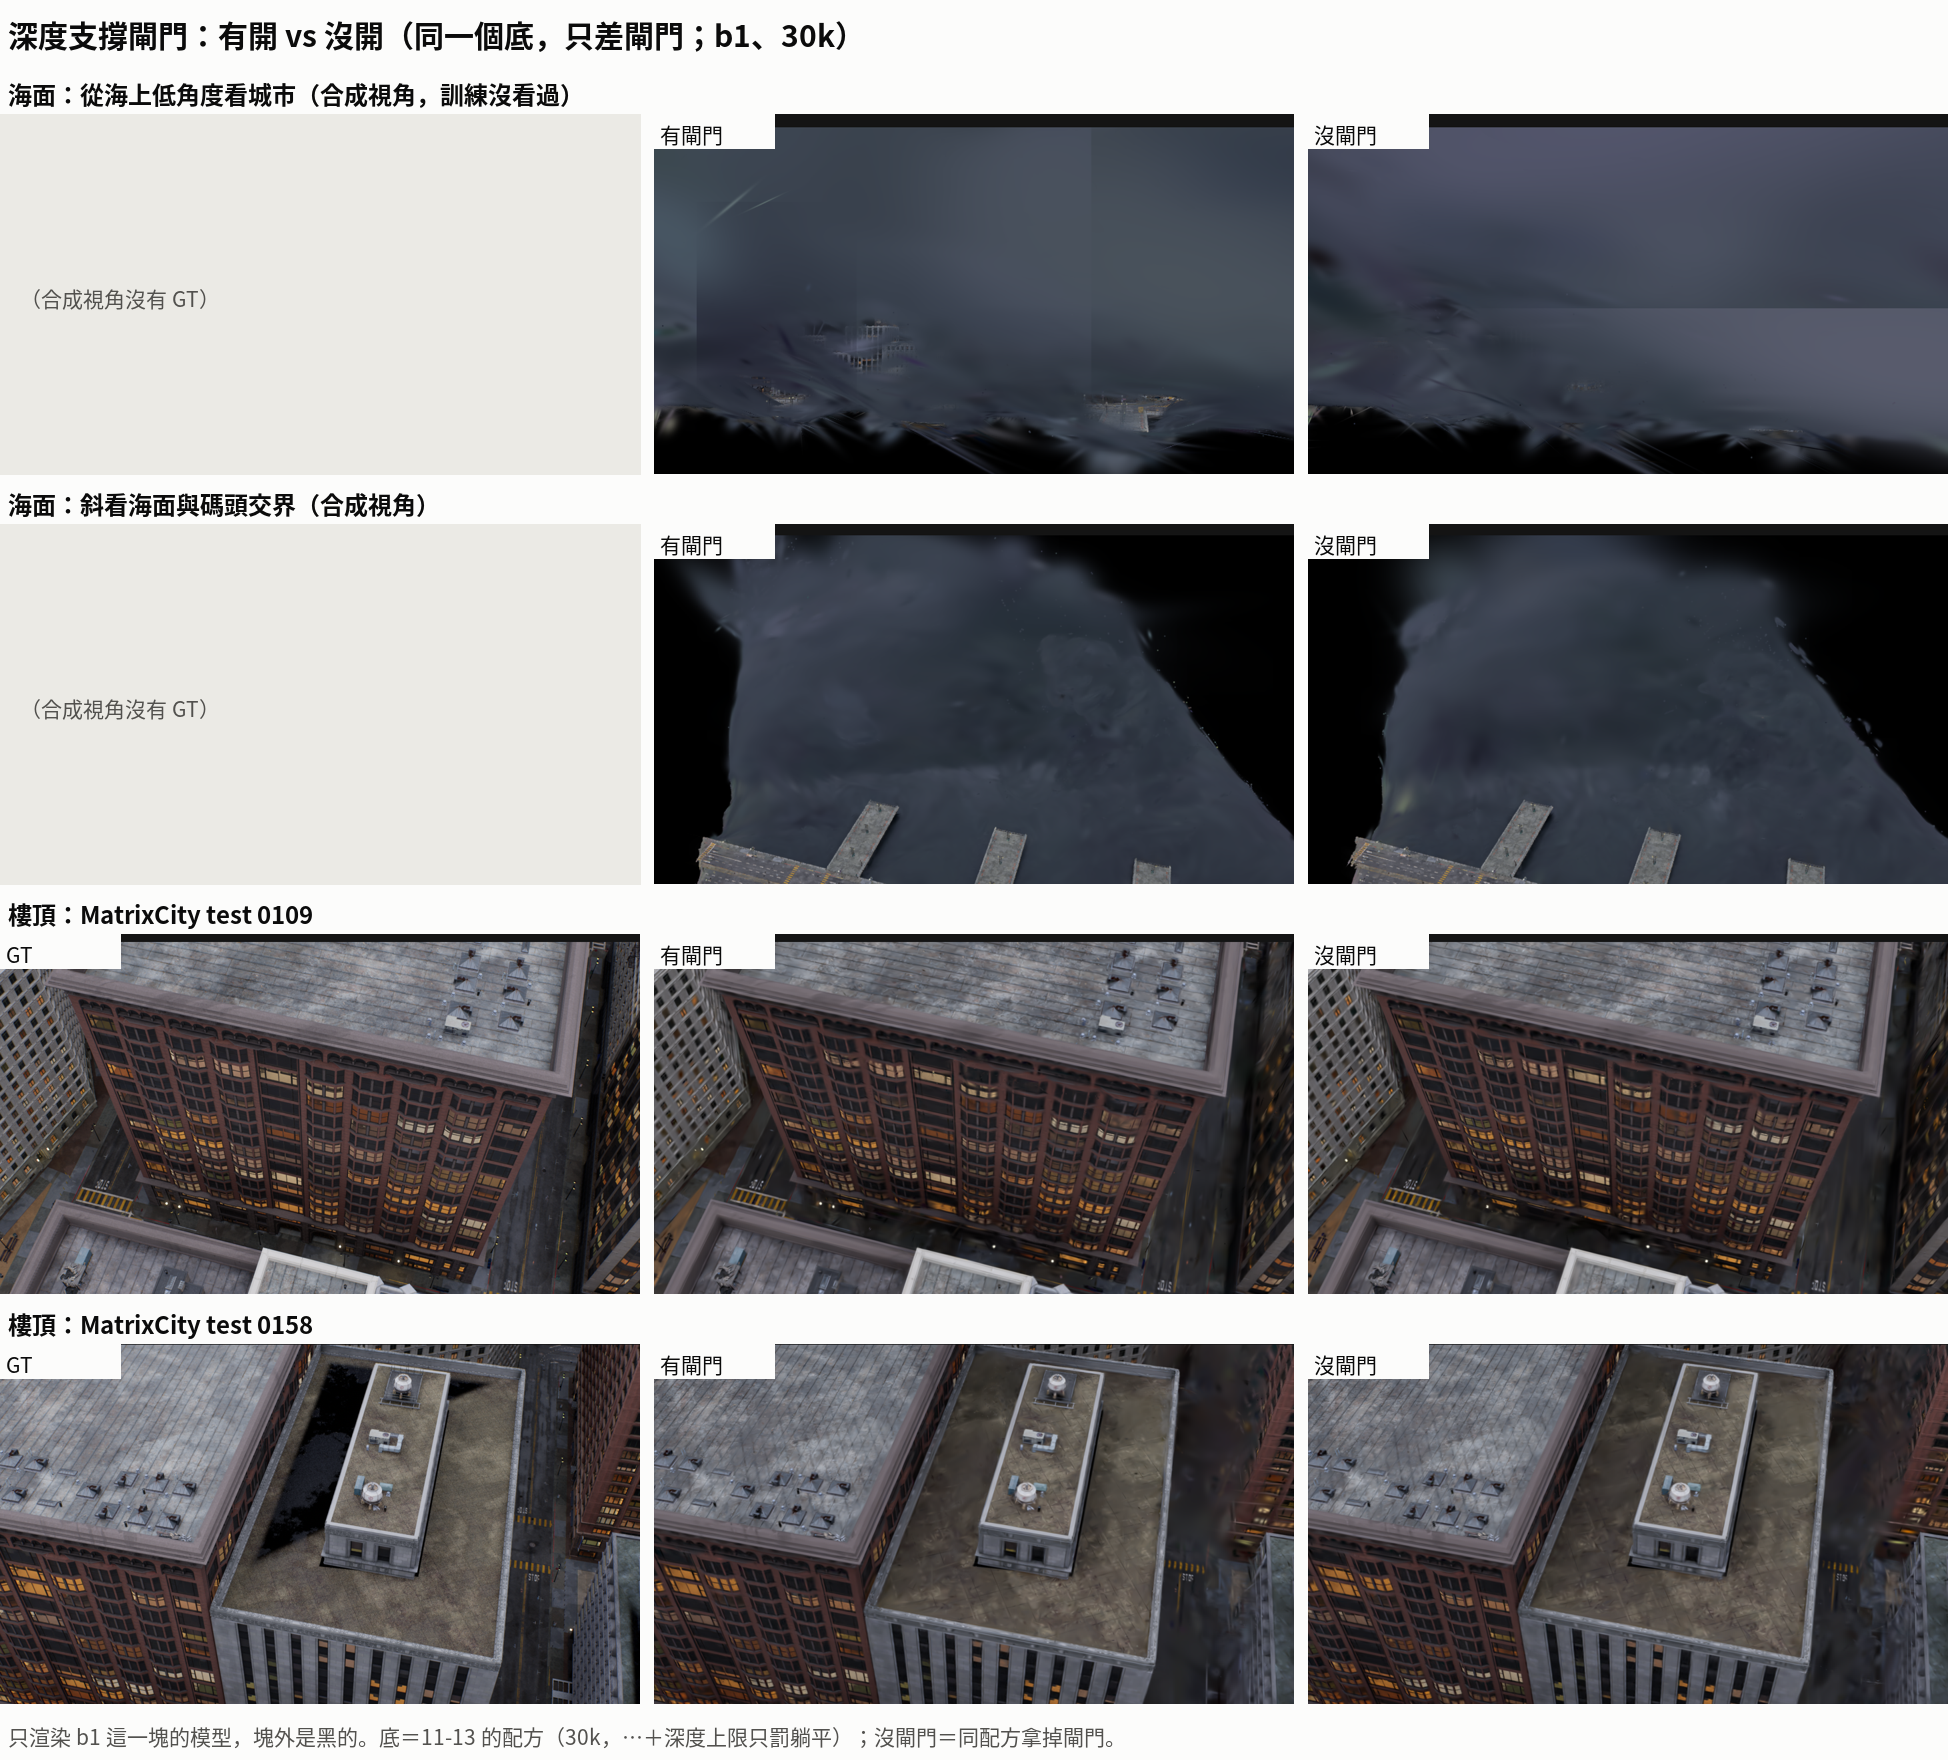 深度支撐閘門：有開 vs 沒開（同一個底，只差閘門；b1、30k）
海面：從海上低角度看城市（合成視角，訓練沒看過）
（合成視角沒有 GT）
有閘門
沒閘門
海面：斜看海面與碼頭交界（合成視角）
（合成視角沒有 GT）
有閘門
沒閘門
樓頂：MatrixCity test 0109
GT
有閘門
沒閘門
樓頂：MatrixCity test 0158
GT
有閘門
沒閘門
只渲染 b1 這一塊的模型，塊外是黑的。底＝11-13 的配方（30k，…＋深度上限只罰躺平）；沒閘門＝同配方拿掉閘門。